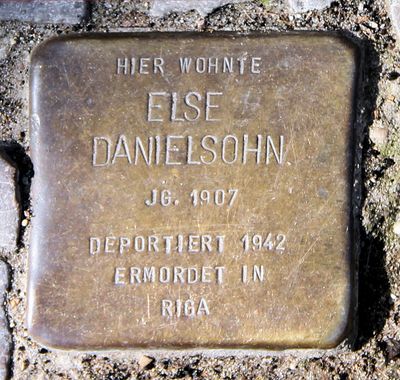 HIER WOHNTE
ELSE
DANIELSOHN
JG. 1907
DEPORTIERT 1942
ERMORDET IN
RIGA